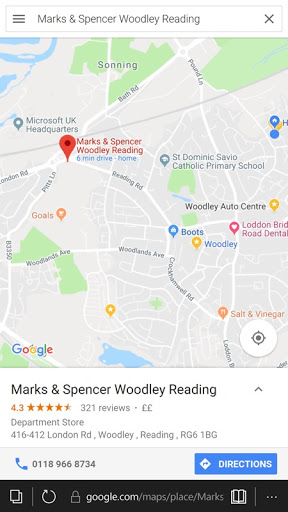 Marks & Spencer Woodley Reading
Sonning
Pound Ln
Bath Rd
Microsoft UK
Headquarters
Marks & Spencer
Woodley Reading
6 min drive - home
London Rd
Pitts Ln
Reading Rd
St Dominic Savio
Catholic Primary School
H
Woodley Auto Centre
Goals
Boots
Loddon Bri
Road Dental
Woodley
B3350
Woodlands Ave
Woodlands Ave
Crockhamwell Rd
Salt & Vinegar
Loddon Br
Google
Marks & Spencer Woodley Reading
4.3 321 reviews · ££
Department Store
416-412 London Rd , Woodley , Reading , RG6 1BG
0118 966 8734
DIRECTIONS
google.com/maps/place/Marks